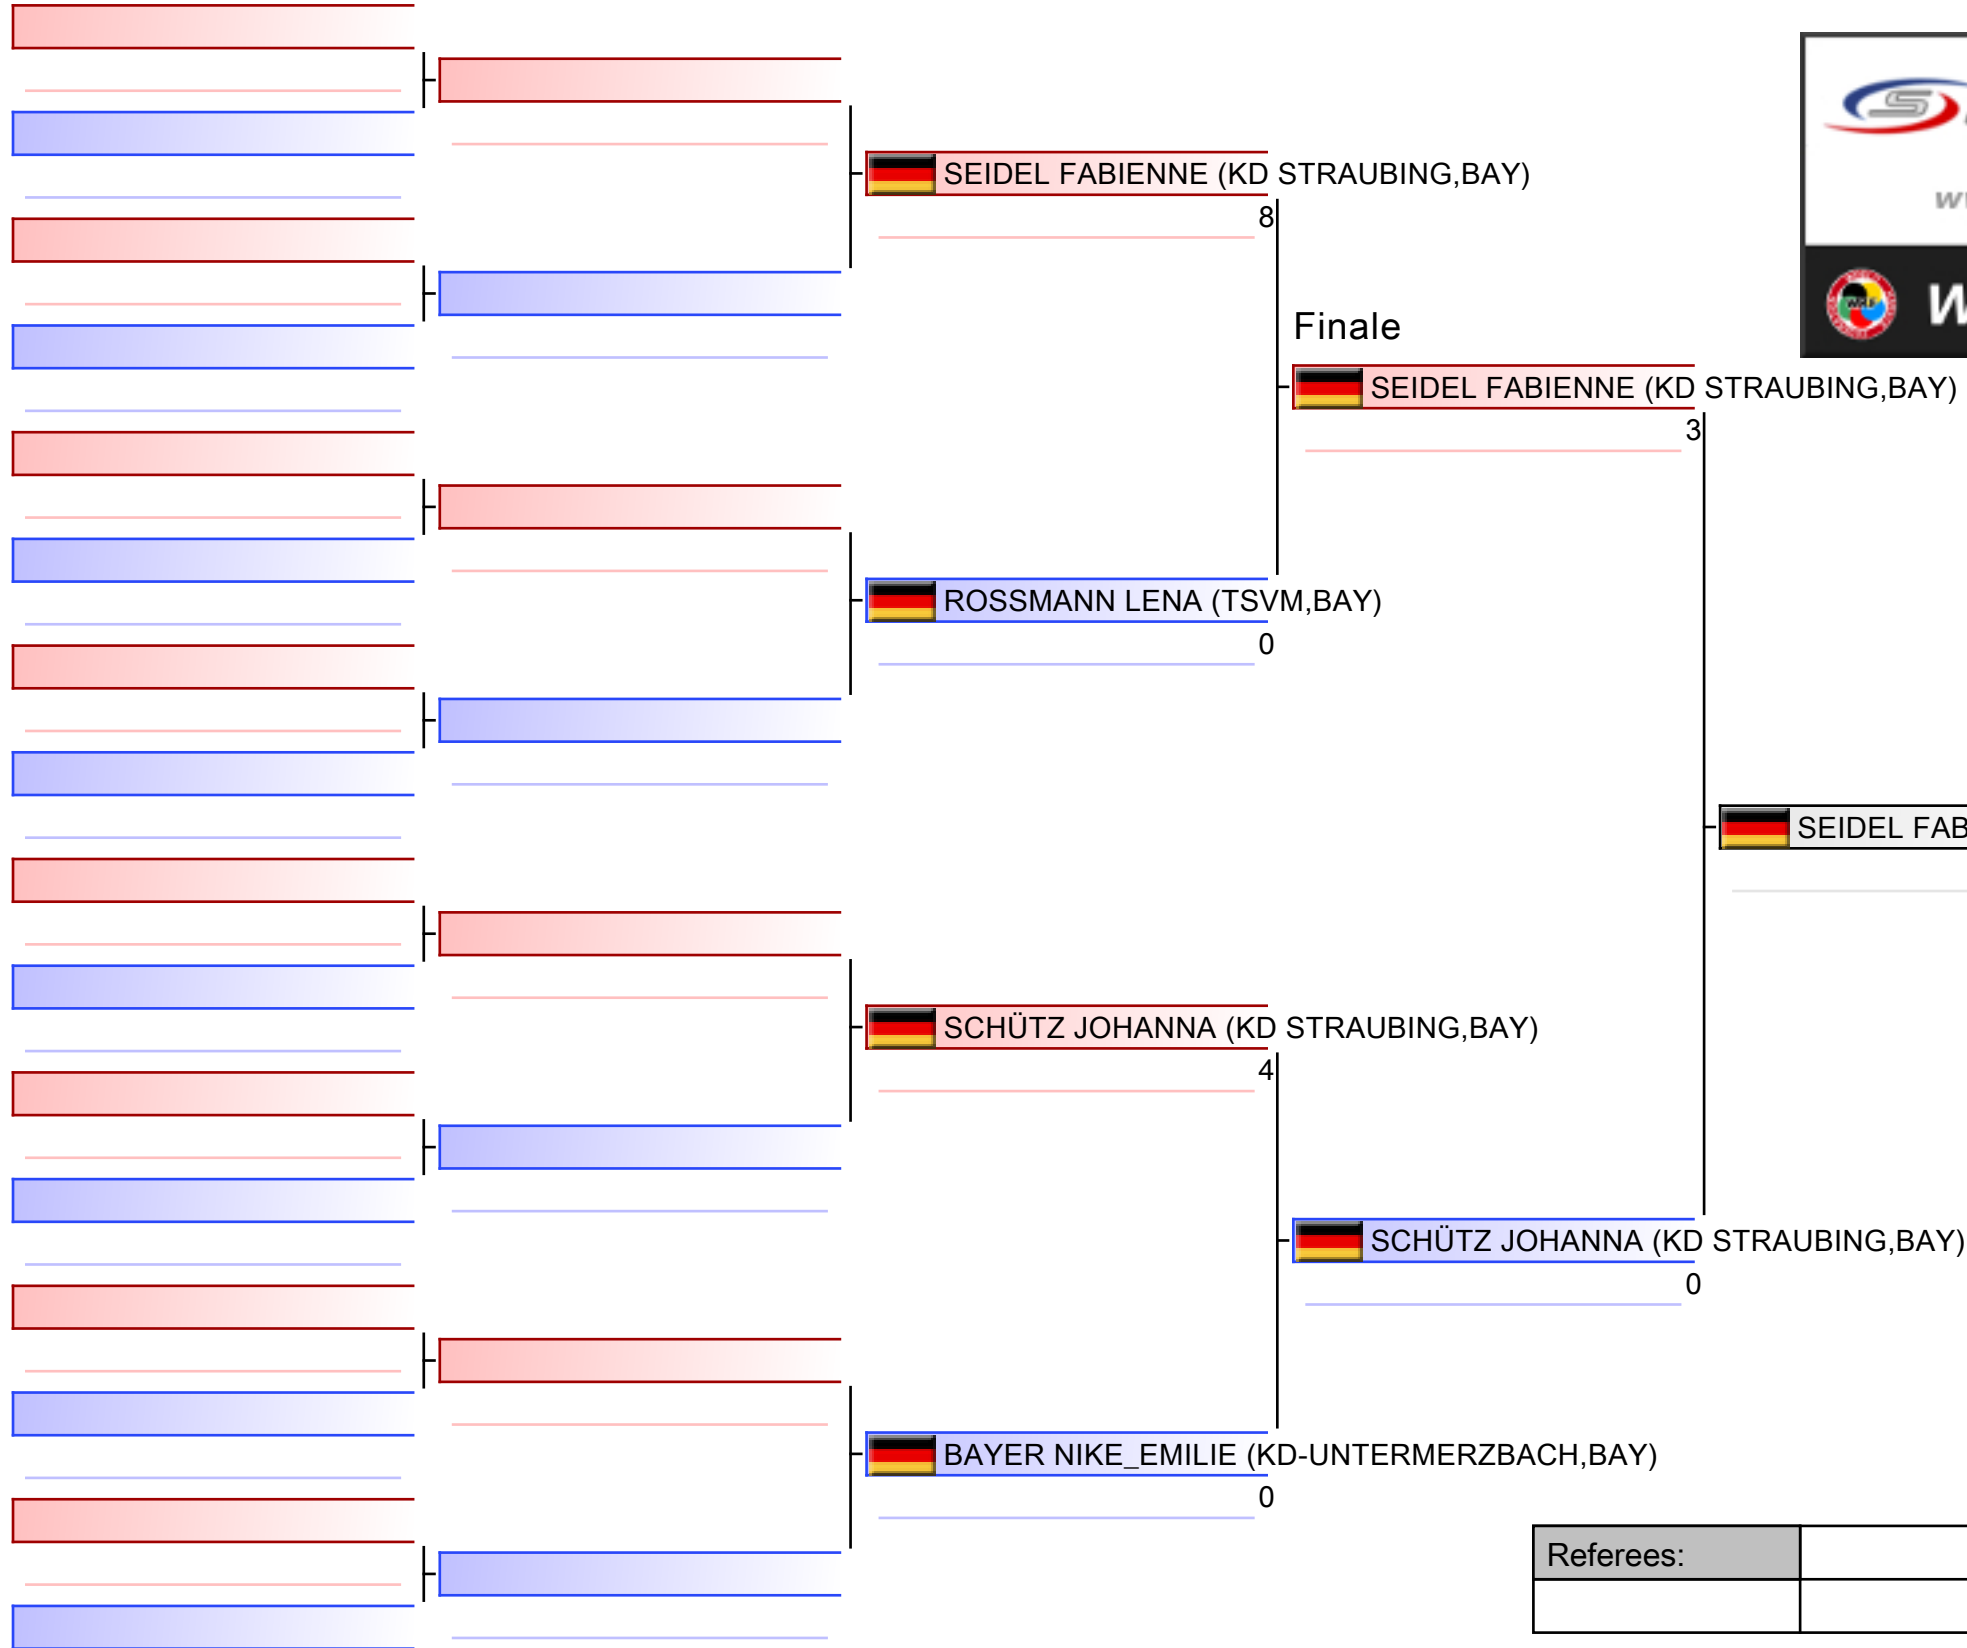 SEIDEL FABIENNE (KD STRAUBING,BAY)
8
Finale
SEIDEL FABIENNE (KD STRAUBING,BAY)
3
ROSSMANN LENA (TSVM,BAY)
0
SEIDEL FAB
SCHÜTZ JOHANNA (KD STRAUBING,BAY)
4
SCHÜTZ JOHANNA (KD STRAUBING,BAY)
0
BAYER NIKE_EMILIE (KD-UNTERMERZBACH,BAY)
0
Referees: